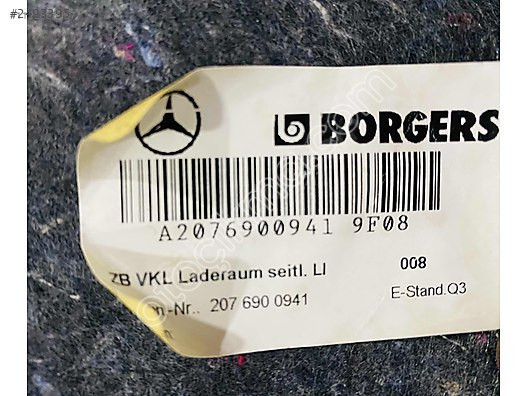 BORGERS
A2076900941 9F08
ZB VKL Laderaum seitl. LI 008
-Nr.. 207 690 0941 E-Stand.Q3